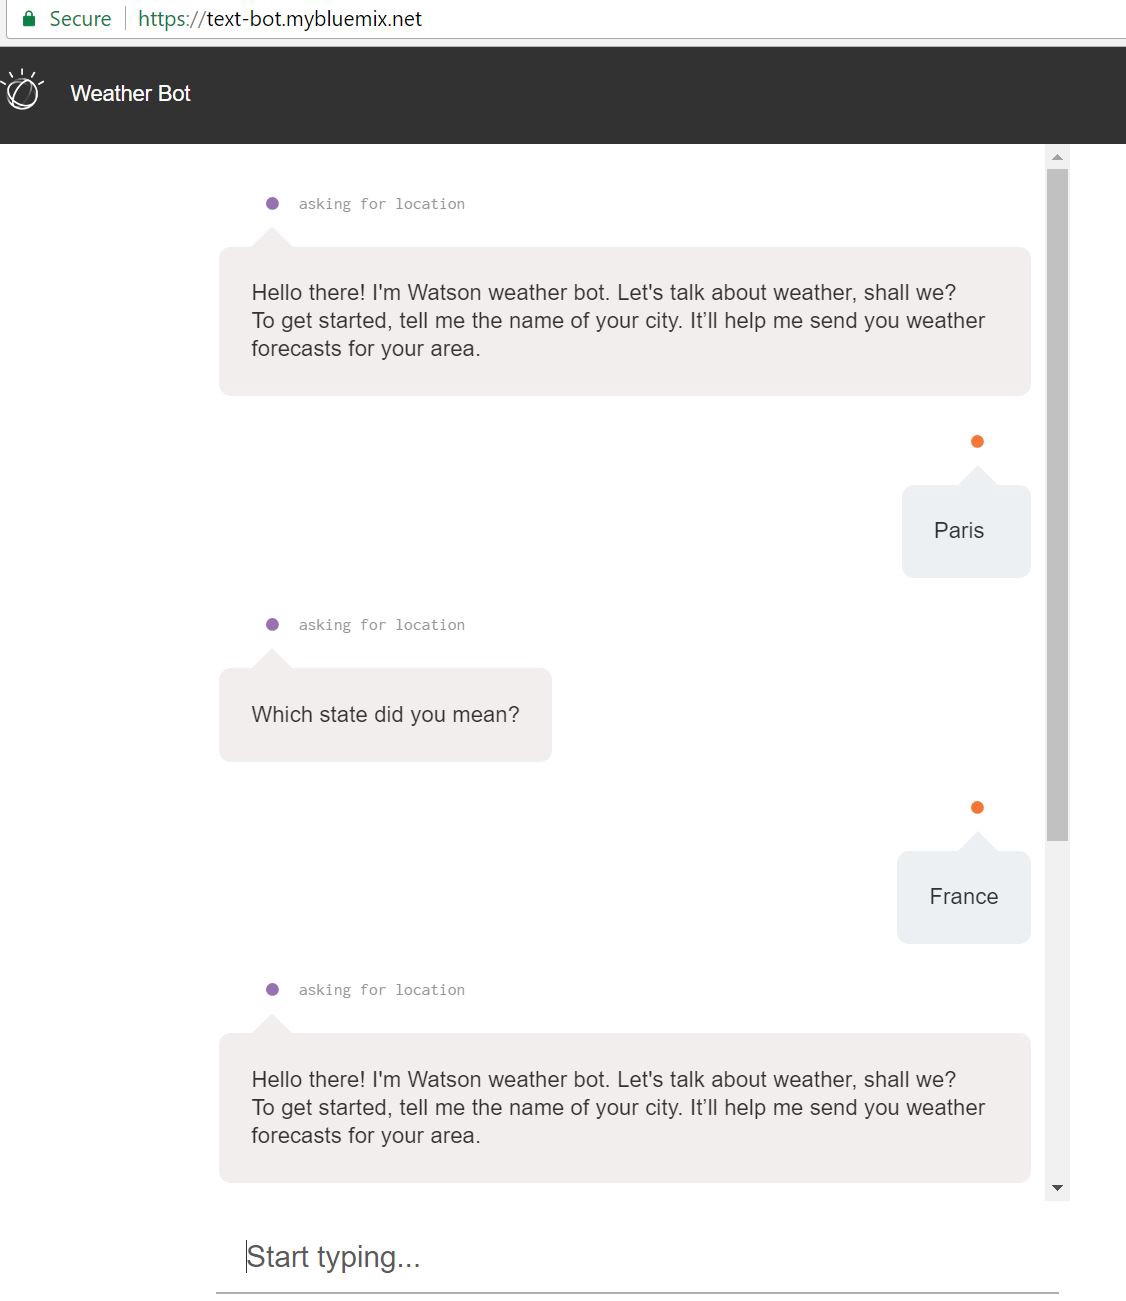 Secure https://text-bot.mybluemix.net
Weather Bot
asking for location
Hello there! I'm Watson weather bot. Let's talk about weather, shall we?
To get started, tell me the name of your city. It’ll help me send you weather
forecasts for your area.
Paris
asking for location
Which state did you mean?
France
asking for location
Hello there! I'm Watson weather bot. Let's talk about weather, shall we?
To get started, tell me the name of your city. It’ll help me send you weather
forecasts for your area.
Start typing...